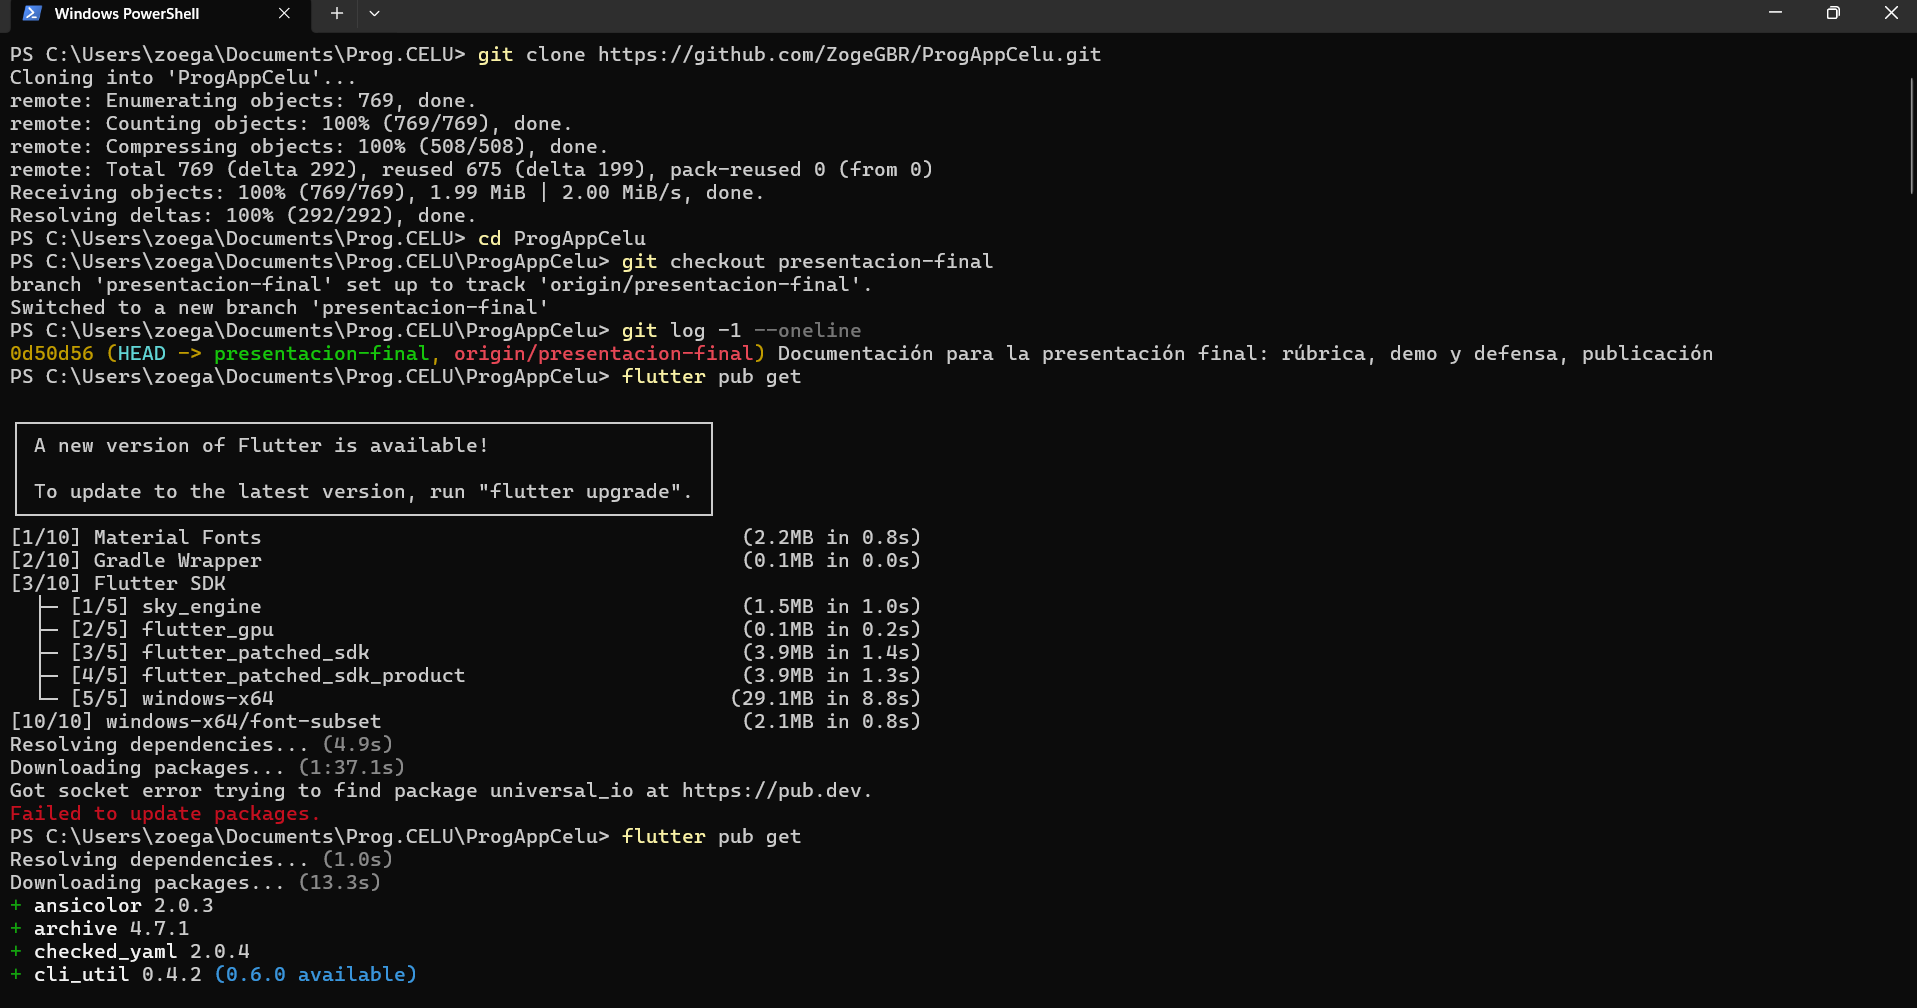 Windows PowerShell
PS C:\Users\zoega\Documents\Prog.CELU> git clone https://github.com/ZogeGBR/ProgAppCelu.git
Cloning into 'ProgAppCelu'...
remote: Enumerating objects: 769, done.
remote: Counting objects: 100% (769/769), done.
remote: Compressing objects: 100% (508/508), done.
remote: Total 769 (delta 292), reused 675 (delta 199), pack-reused 0 (from 0)
Receiving objects: 100% (769/769), 1.99 MiB | 2.00 MiB/s, done.
Resolving deltas: 100% (292/292), done.
PS C:\Users\zoega\Documents\Prog.CELU> cd ProgAppCelu
PS C:\Users\zoega\Documents\Prog.CELU\ProgAppCelu> git checkout presentacion-final
branch 'presentacion-final' set up to track 'origin/presentacion-final'.
Switched to a new branch 'presentacion-final'
PS C:\Users\zoega\Documents\Prog.CELU\ProgAppCelu> git log -1 --oneline
0d50d56 (HEAD -> presentacion-final, origin/presentacion-final) Documentación para la presentación final: rúbrica, demo y defensa, publicación
PS C:\Users\zoega\Documents\Prog.CELU\ProgAppCelu> flutter pub get
A new version of Flutter is available!
To update to the latest version, run "flutter upgrade".
[1/10] Material Fonts (2.2MB in 0.8s)
[2/10] Gradle Wrapper (0.1MB in 0.0s)
[3/10] Flutter SDK
├─ [1/5] sky_engine (1.5MB in 1.0s)
├─ [2/5] flutter_gpu (0.1MB in 0.2s)
├─ [3/5] flutter_patched_sdk (3.9MB in 1.4s)
├─ [4/5] flutter_patched_sdk_product (3.9MB in 1.3s)
└─ [5/5] windows-x64 (29.1MB in 8.8s)
[10/10] windows-x64/font-subset (2.1MB in 0.8s)
Resolving dependencies... (4.9s)
Downloading packages... (1:37.1s)
Got socket error trying to find package universal_io at https://pub.dev.
Failed to update packages.
PS C:\Users\zoega\Documents\Prog.CELU\ProgAppCelu> flutter pub get
Resolving dependencies... (1.0s)
Downloading packages... (13.3s)
+ ansicolor 2.0.3
+ archive 4.7.1
+ checked_yaml 2.0.4
+ cli_util 0.4.2 (0.6.0 available)